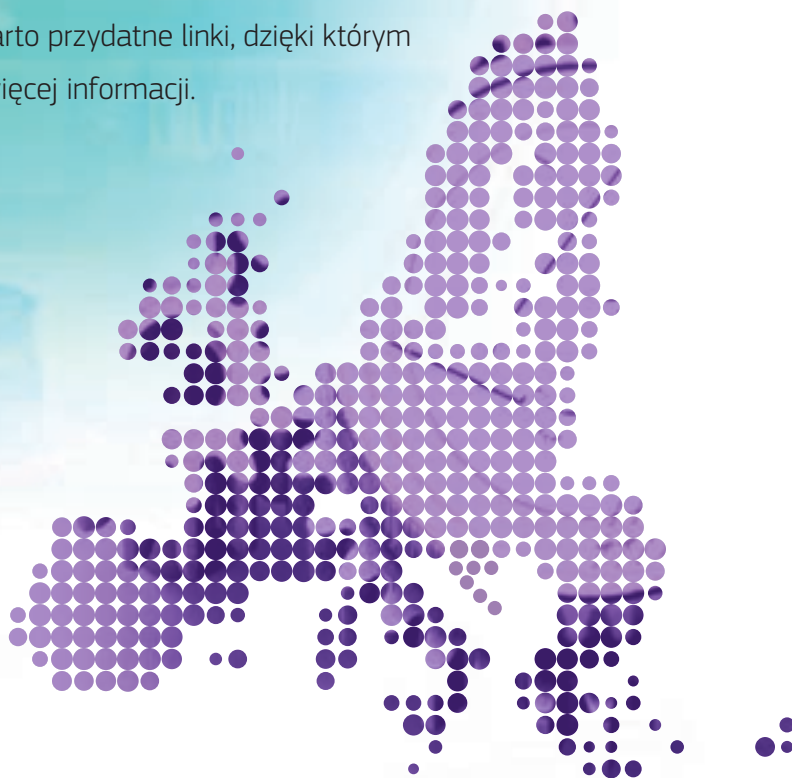 arto przydatne linki, dzięki którym
ięcej informacji.